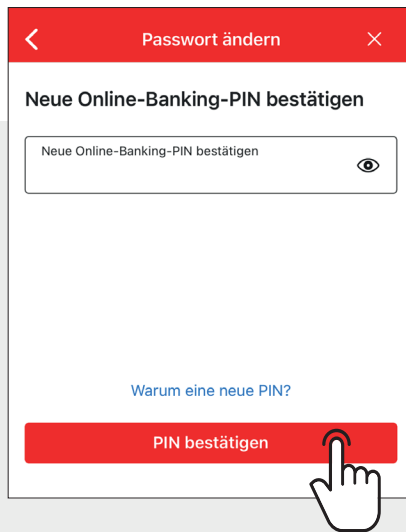 Passwort ändern
Neue Online-Banking-PIN bestätigen
Neue Online-Banking-PIN bestätigen
Warum eine neue PIN?
PIN bestätigen